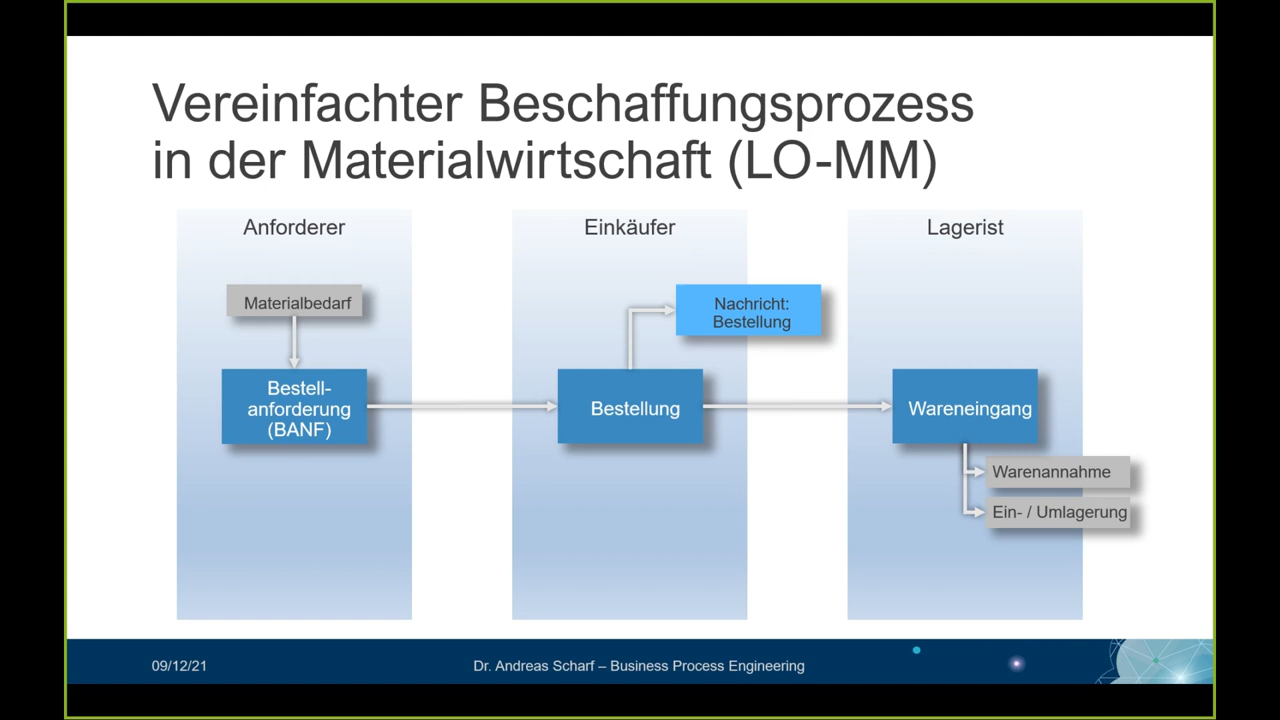 Vereinfachter Beschaffungsprozess
in der Materialwirtschaft (LO-MM)
Anforderer
Einkäufer
Lagerist
Materialbedarf
Nachricht:
Bestellung
Bestell-
anforderung
(BANF)
Bestellung
Wareneingang
Warenannahme
Ein- / Umlagerung
09/12/21
Dr. Andreas Scharf – Business Process Engineering